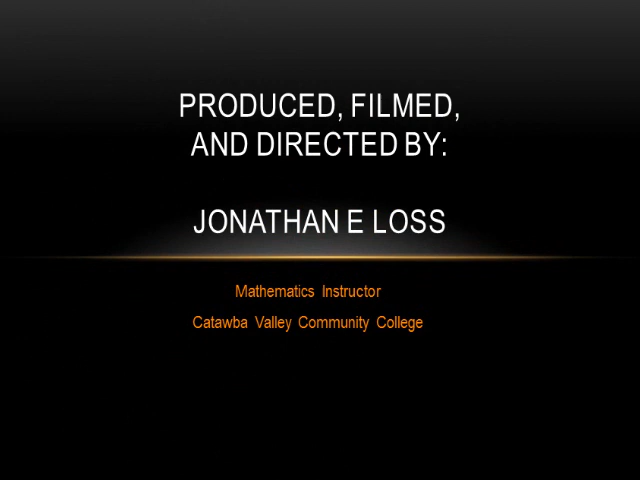 PRODUCED, FILMED,
AND DIRECTED BY:
JONATHAN E LOSS
Mathematics Instructor
Catawba Valley Community College